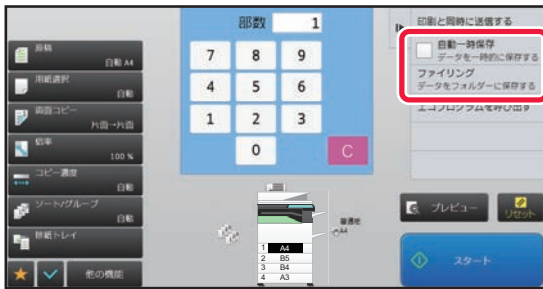 部数 1
原稿
自動 A4
用紙選択
自動
両面コピー
片面→片面
倍率
100 %
コピー濃度
自動
ソート/グループ
自動
排紙トレイ
他の機能
7 8 9
4 5 6
1 2 3
0 C
1 A4
2 B5
3 B4
4 A3
普通紙
A4
印刷と同時に送信する
自動一時保存
データを一時的に保存する
ファイリング
データをフォルダーに保存する
エコプログラムを呼び出す
プレビュー
リセット
スタート